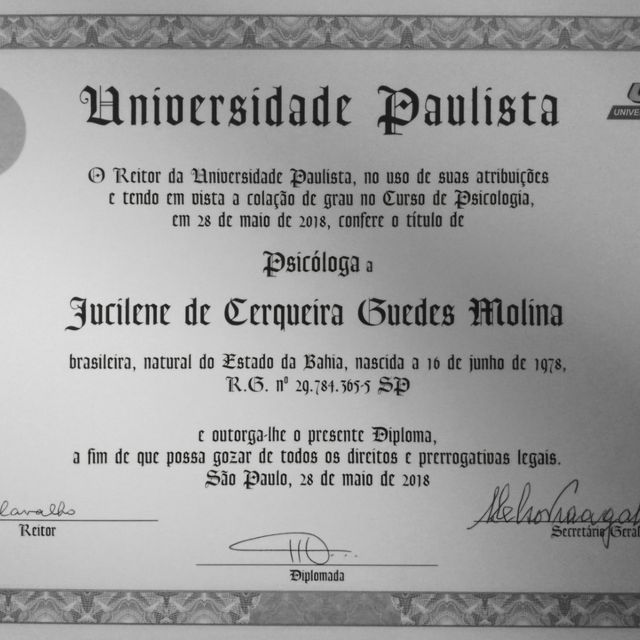 Universidade Paulista
UNIVE
O Reitor da Universidade Paulista, no uso de suas atribuições
e tendo em vista a colação de grau no Curso de Psicologia,
em 28 de maio de 2018, confere o título de
Psicóloga a
Jucilene de Cerqueira Guedes Molina
brasileira, natural do Estado da Bahia, nascida a 16 de junho de 1978,
R.G. nº 29.784.365-5 SP
e outorga-lhe o presente Diploma,
a fim de que possa gozar de todos os direitos e prerrogativas legais.
São Paulo, 28 de maio de 2018
Reitor
Secretário Geral
Diplomada